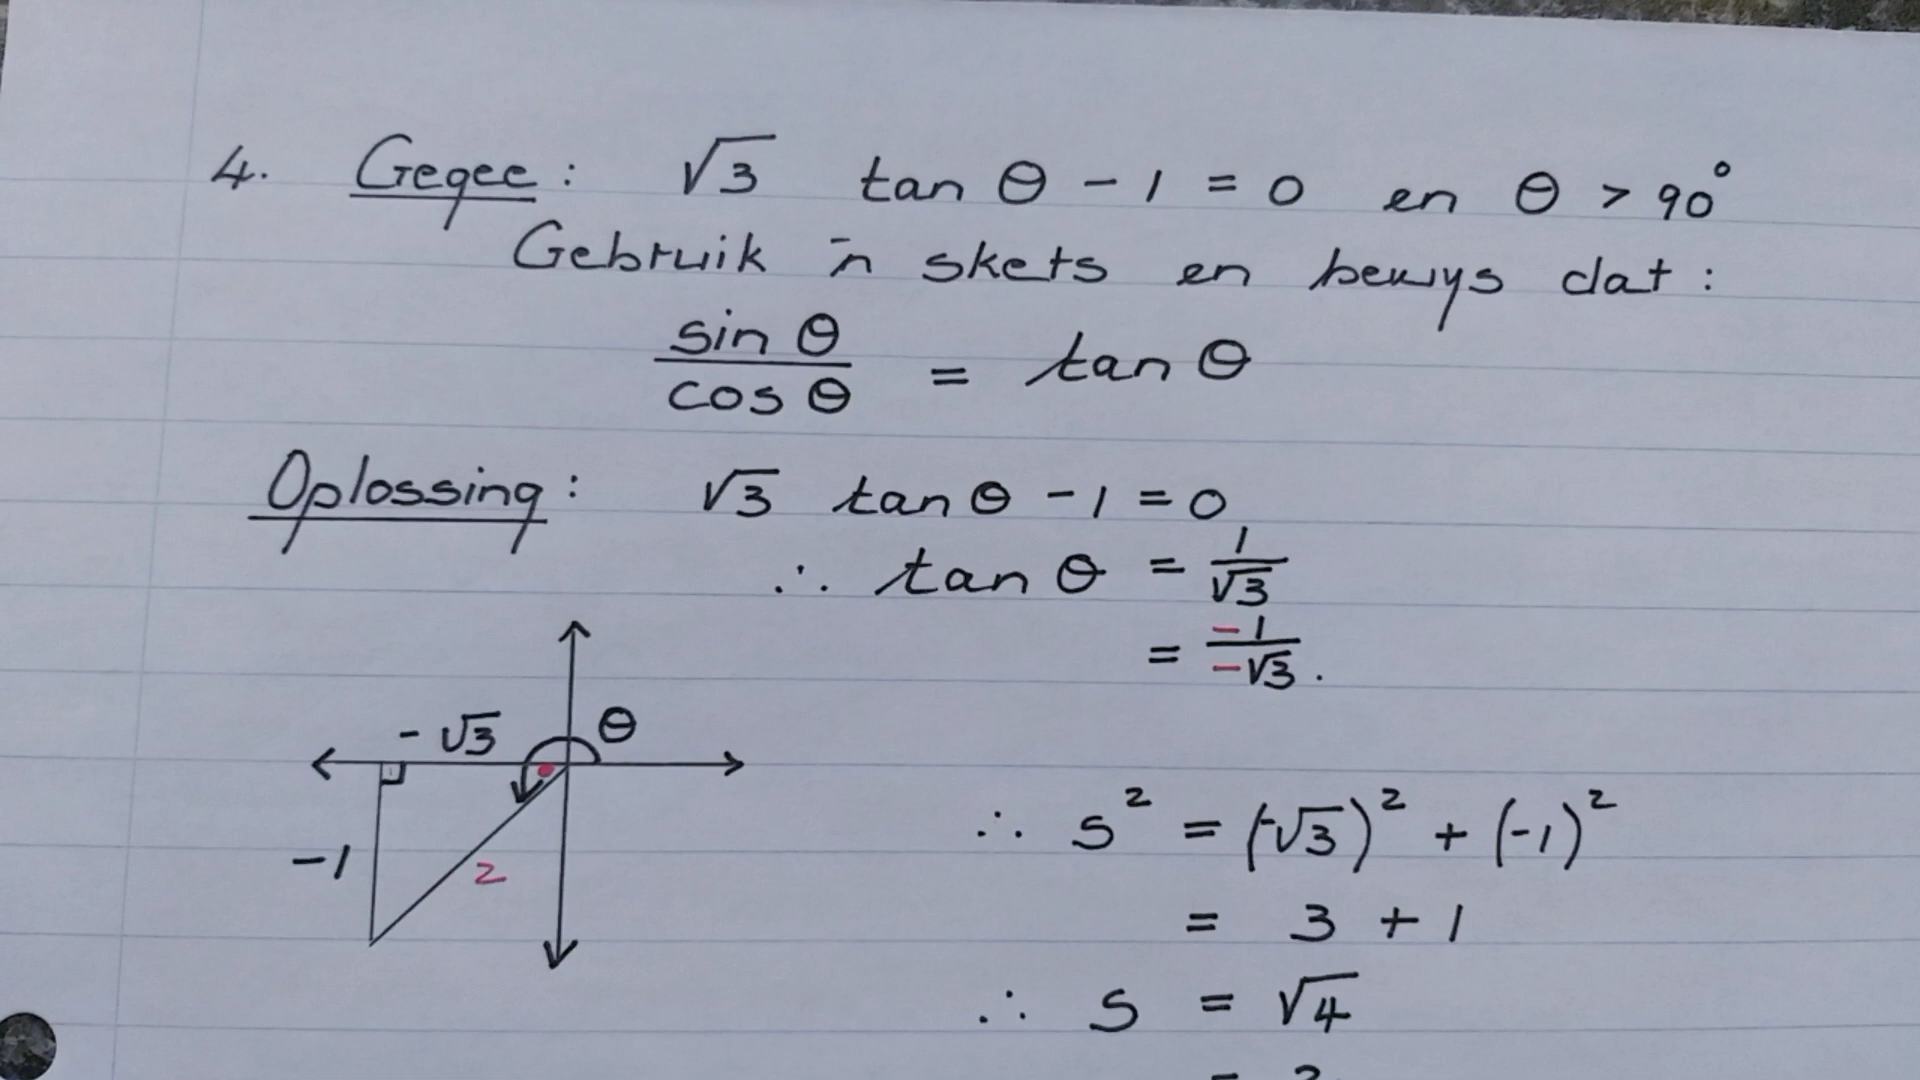 4. Gegee: √3 tan θ - 1 = 0 en θ > 90°
Gebruik 'n skets en bewys dat:
sin θ / cos θ = tan θ
Oplossing: √3 tan θ - 1 = 0
∴ tan θ = 1/√3
= -1/-√3.
-√3 θ
-1 2
∴ s² = (-√3)² + (-1)²
= 3 + 1
∴ s = √4
= 2